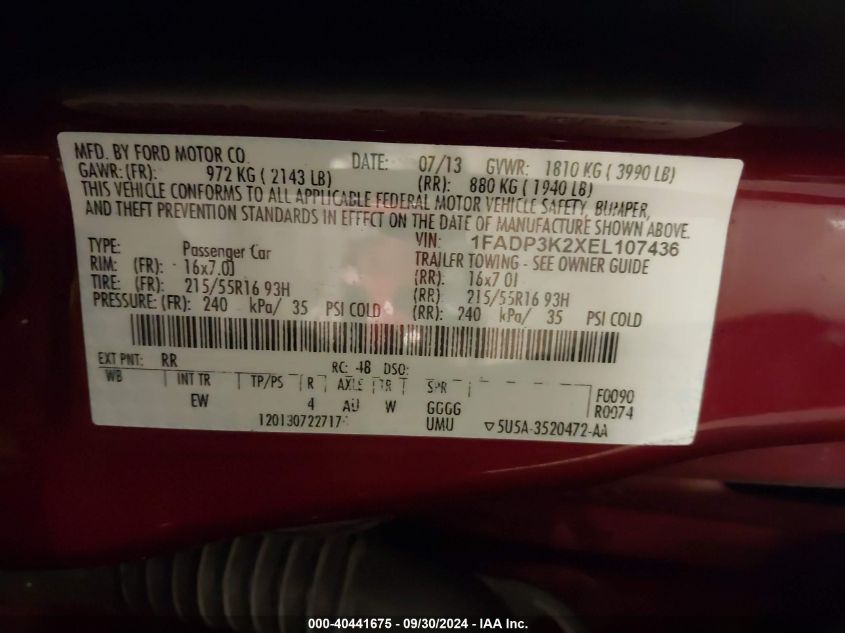 MFD. BY FORD MOTOR CO. DATE: 07/13 GVWR: 1810 KG ( 3990 LB)
GAWR: (FR): 972 KG ( 2143 LB) (RR): 880 KG ( 1940 LB)
THIS VEHICLE CONFORMS TO ALL APPLICABLE FEDERAL MOTOR VEHICLE SAFETY, BUMPER,
AND THEFT PREVENTION STANDARDS IN EFFECT ON THE DATE OF MANUFACTURE SHOWN ABOVE.
VIN: 1FADP3K2XEL107436
TYPE: Passenger Car TRAILER TOWING - SEE OWNER GUIDE
RIM: (FR): 16x7.0J (RR): 16x7.0J
TIRE: (FR): 215/55R16 93H (RR): 215/55R16 93H
PRESSURE: (FR): 240 kPa/ 35 PSI COLD (RR): 240 kPa/ 35 PSI COLD
EXT PNT: RR RC: 48 DSO:
WB INT TR TP/PS R AXLE TR SPR F0090
EW 4 AU W GGGG R0074
120130722717 UMU ▽5U5A-3520472-AA
000-40441675 - 09/30/2024 - IAA Inc.